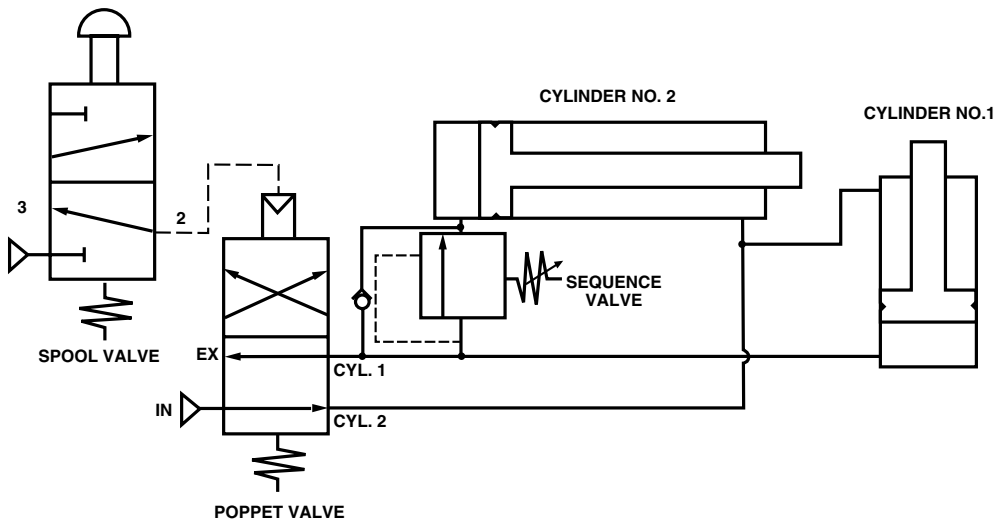 CYLINDER NO. 2
CYLINDER NO.1
3
2
SEQUENCE
VALVE
SPOOL VALVE
EX
CYL. 1
IN
CYL. 2
POPPET VALVE